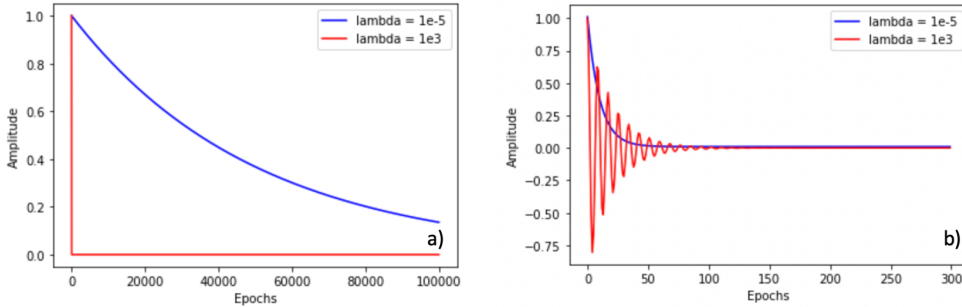 1.0
0.8
0.6
0.4
0.2
0.0
Amplitude
0
20000
40000
60000
80000
100000
Epochs
lambda = 1e-5
lambda = 1e3
a)
1.00
0.75
0.50
0.25
0.00
−0.25
−0.50
−0.75
Amplitude
0
50
100
150
200
250
300
Epochs
lambda = 1e-5
lambda = 1e3
b)